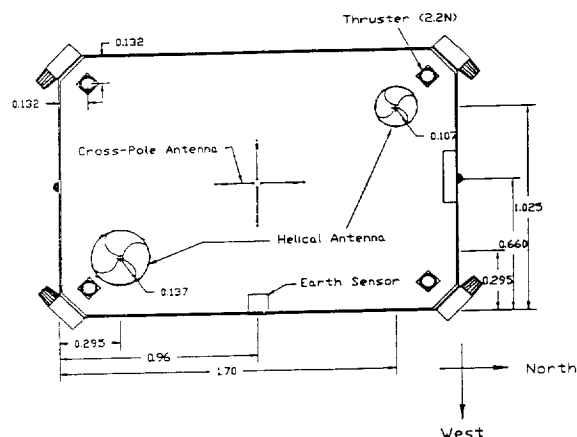 Thruster (2.2N)
0.132
0.132
0.107
Cross-Pole Antenna
1.025
0.660
Helical Antenna
0.295
Earth Sensor
0.137
0.295
0.96
1.70
North
West